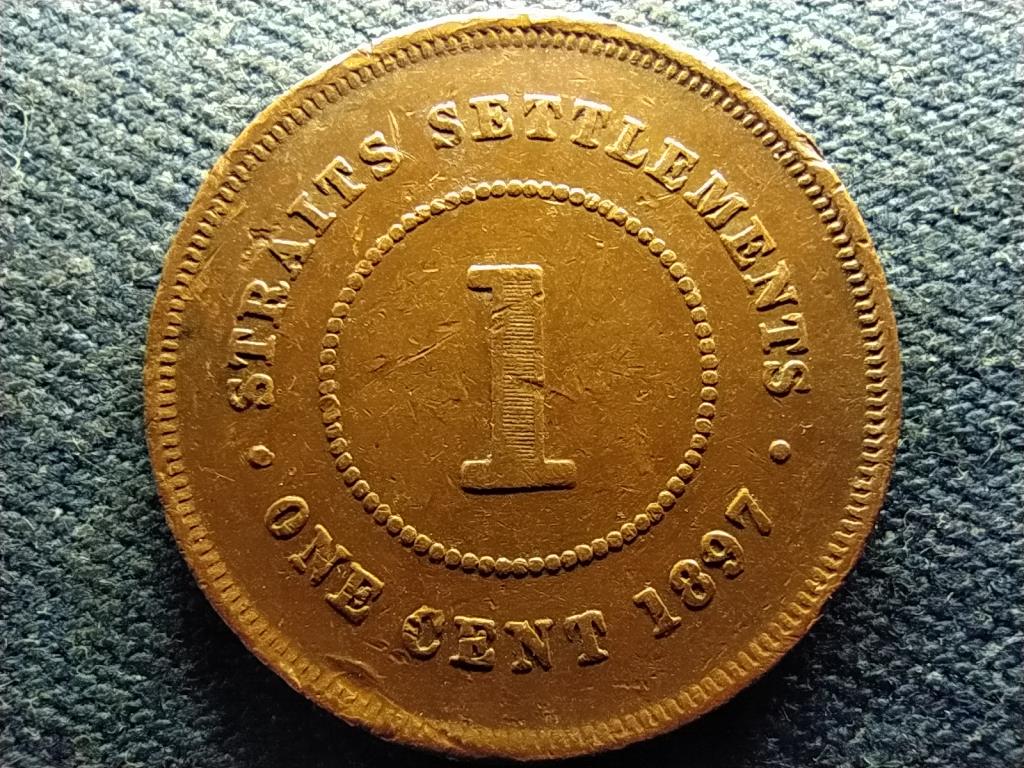 STRAITS SETTLEMENTS
1
ONE CENT 1897